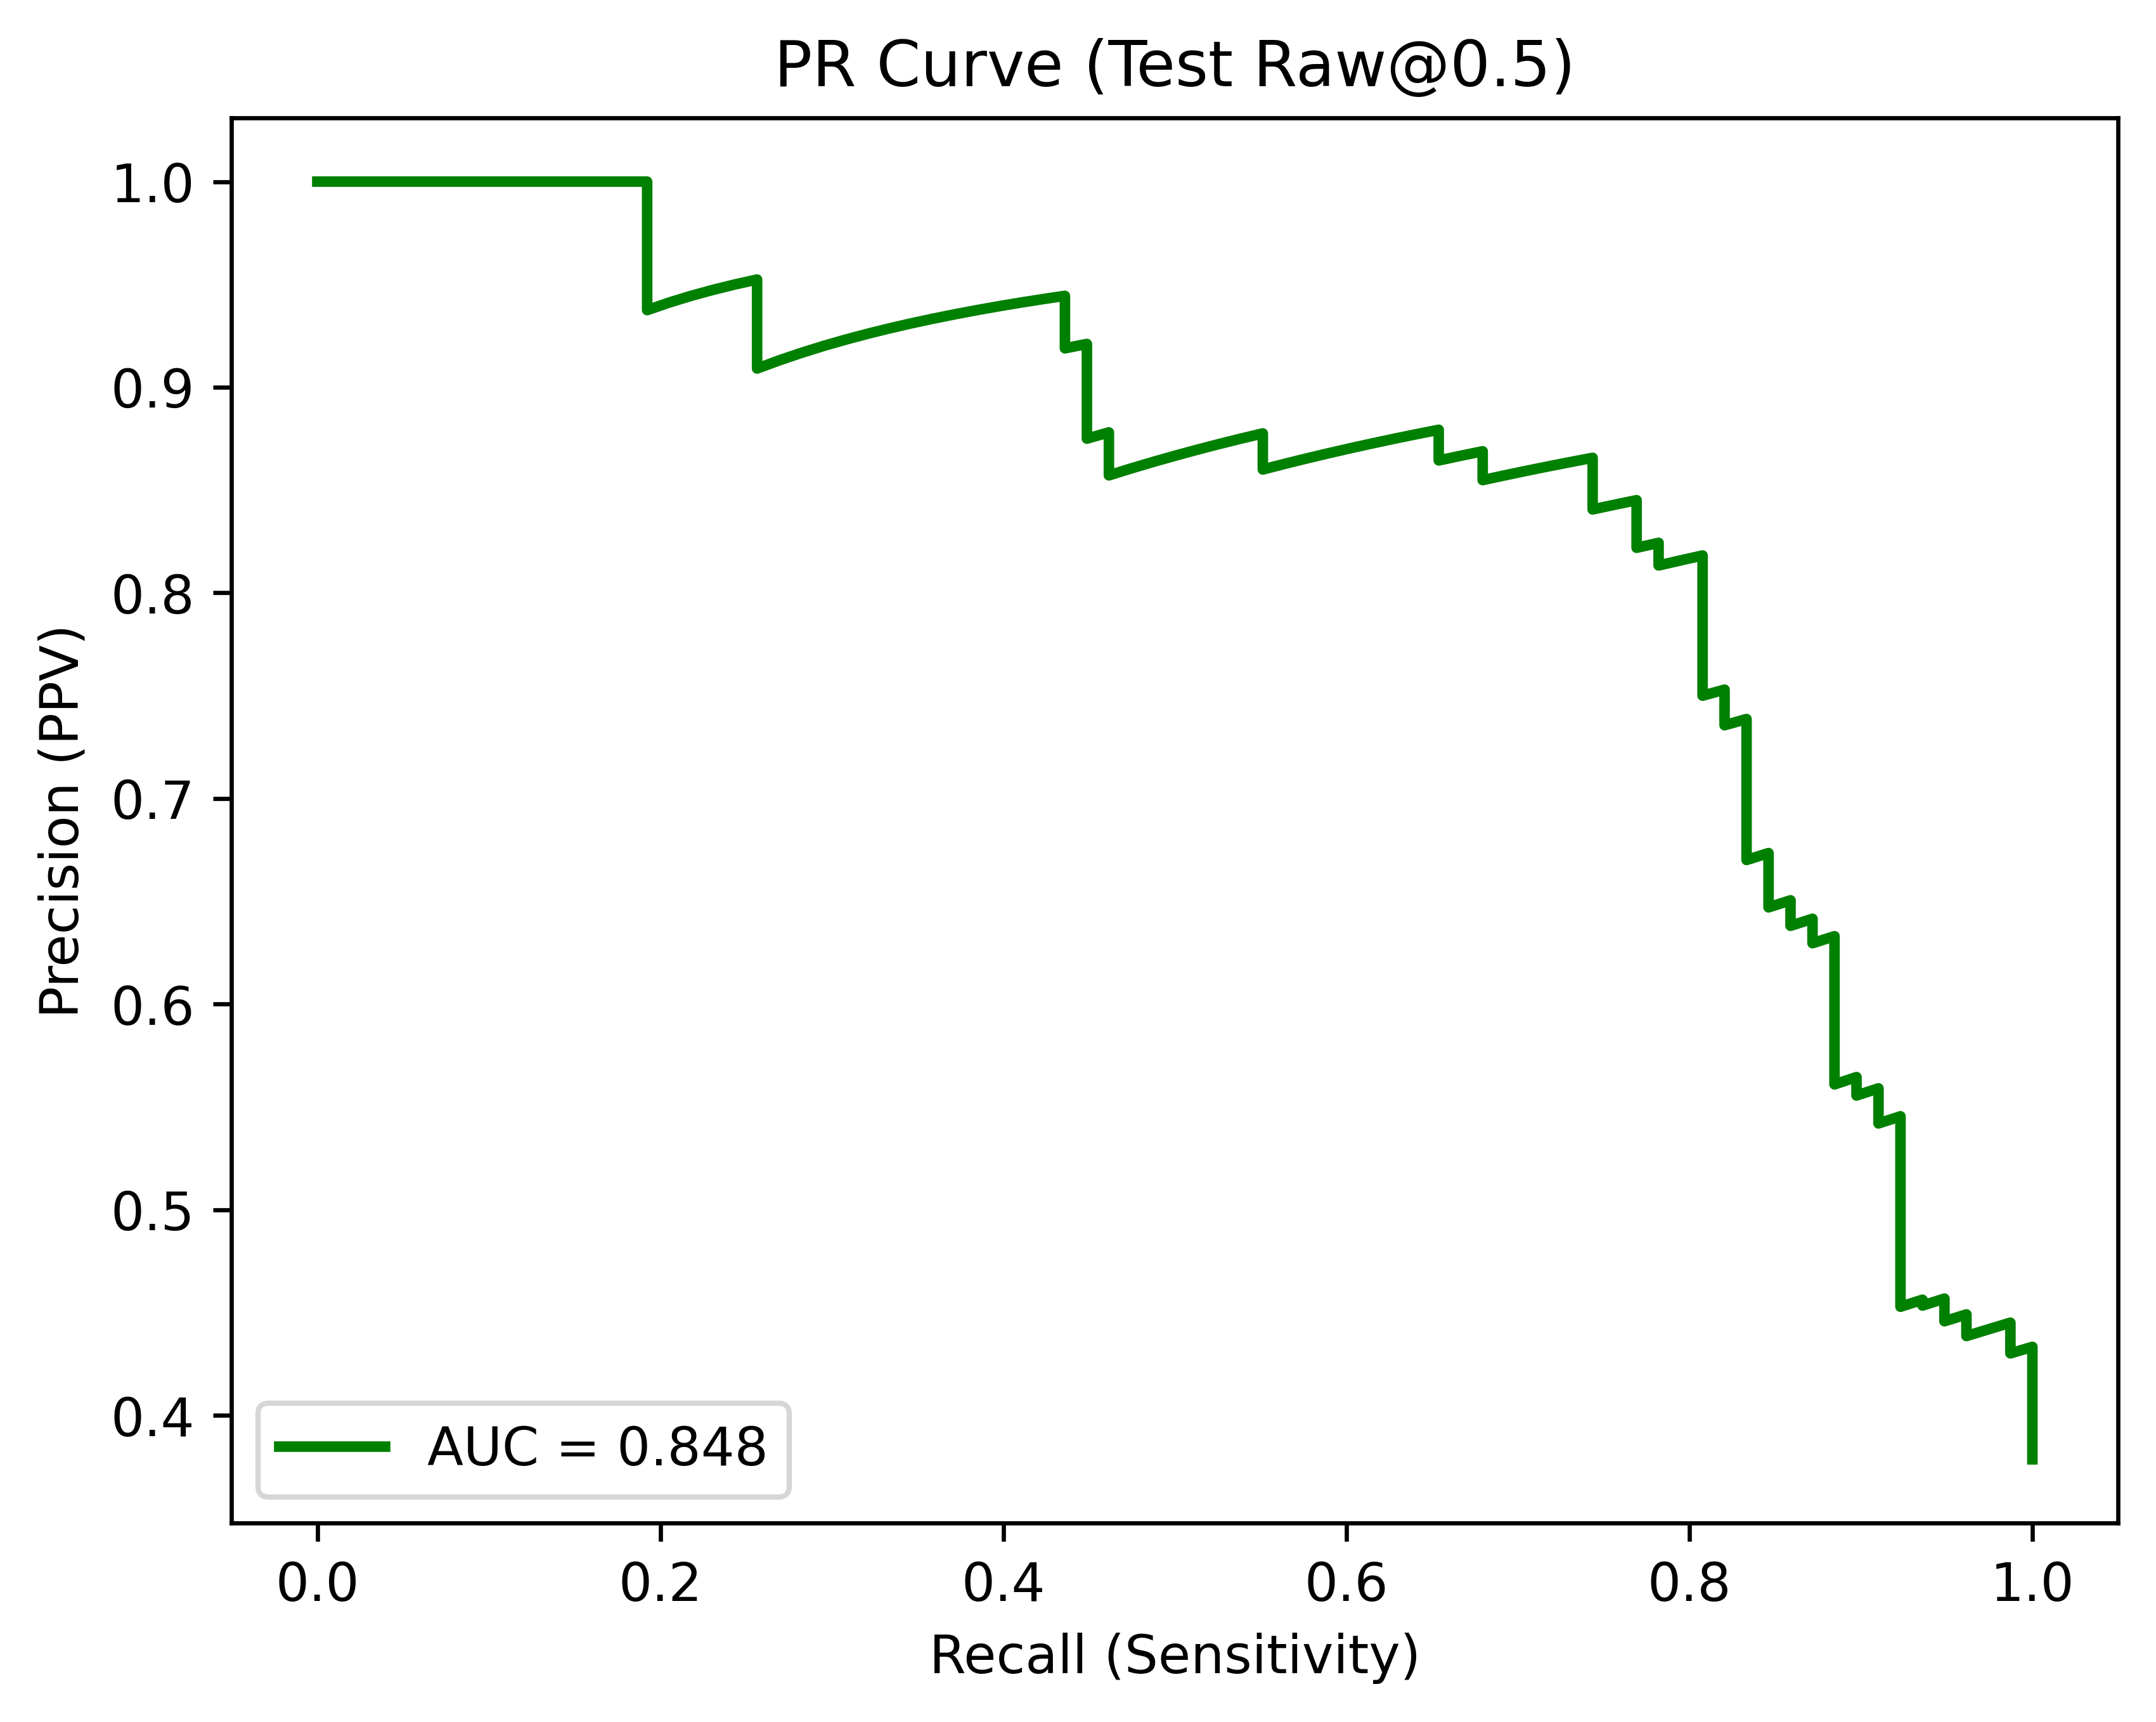 PR Curve (Test Raw@0.5)
Precision (PPV)
1.0
0.9
0.8
0.7
0.6
0.5
0.4
AUC = 0.848
0.0 0.2 0.4 0.6 0.8 1.0
Recall (Sensitivity)